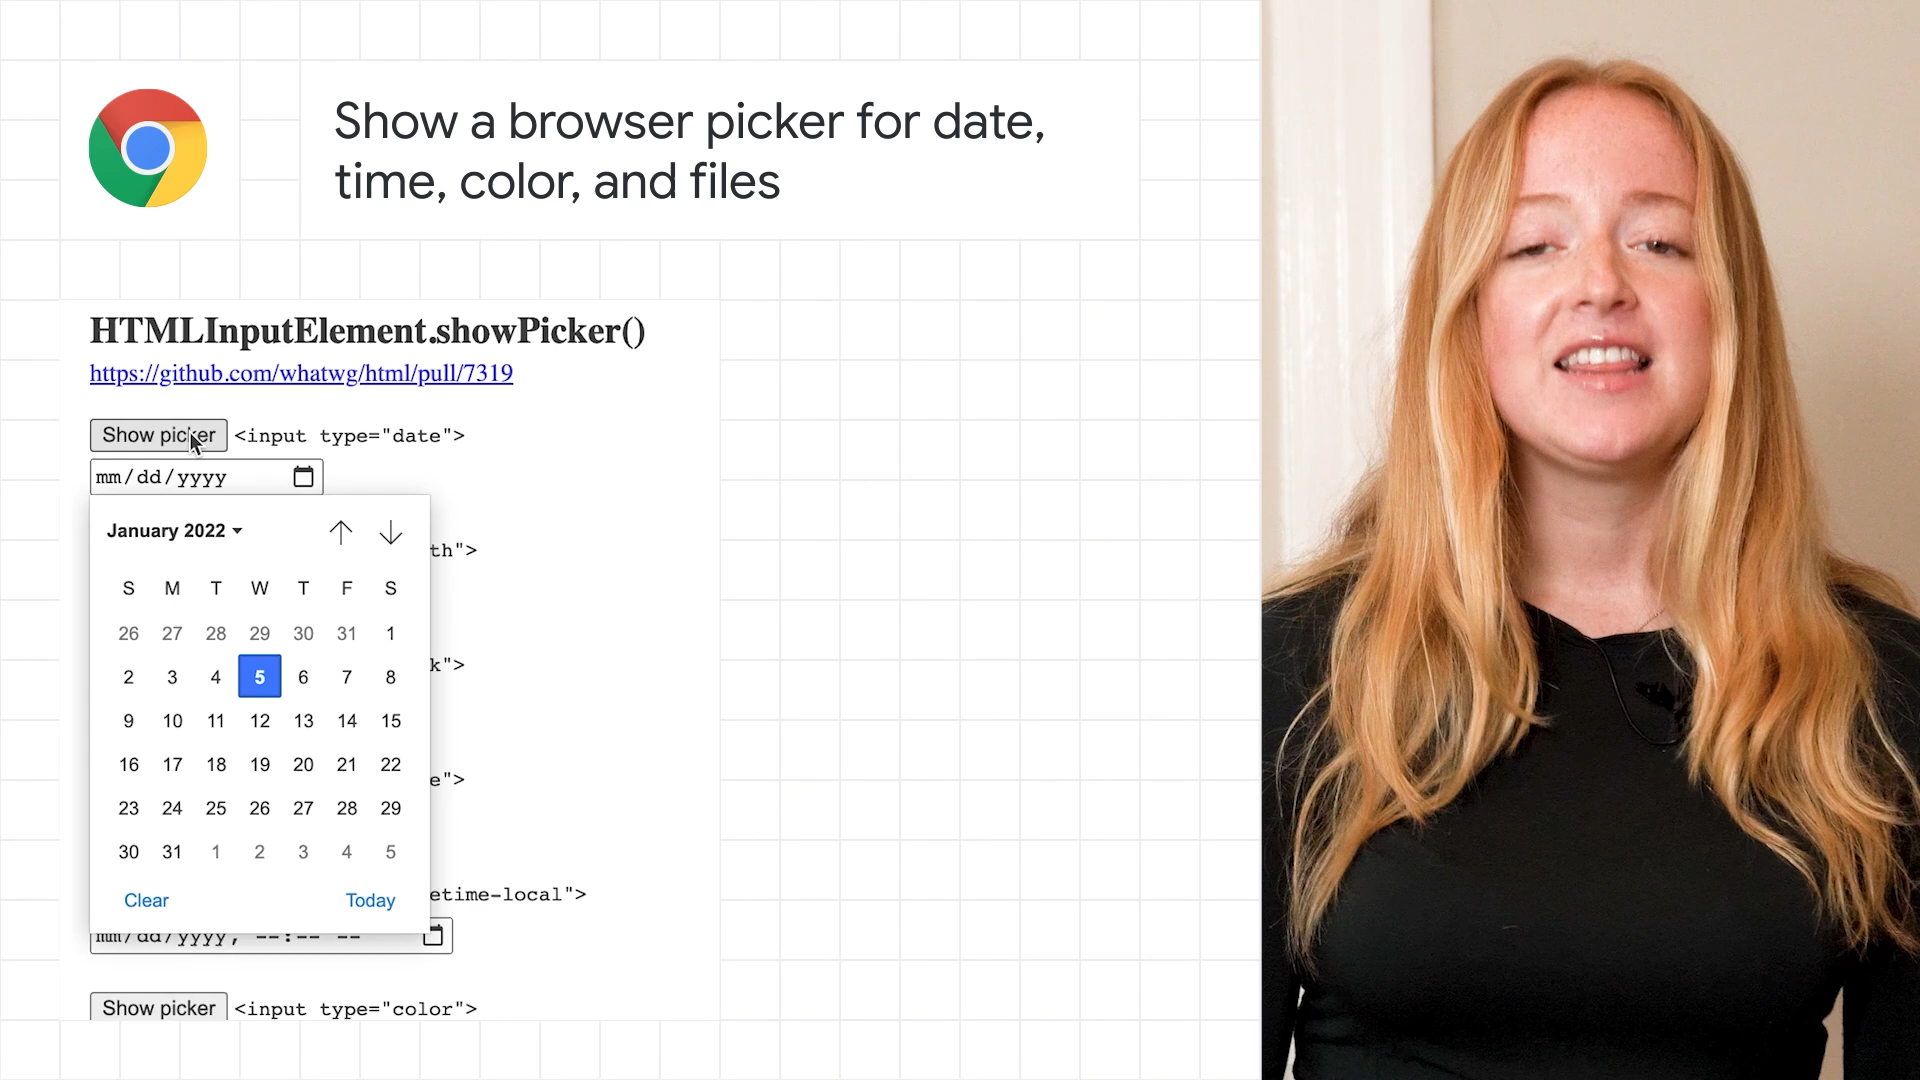 Show a browser picker for date,
time, color, and files
HTMLInputElement.showPicker()
https://github.com/whatwg/html/pull/7319
Show picker <input type="date">
mm/dd/yyyy
January 2022
th">
S M T W T F S
26 27 28 29 30 31 1
k">
2 3 4 5 6 7 8
9 10 11 12 13 14 15
16 17 18 19 20 21 22
e">
23 24 25 26 27 28 29
30 31 1 2 3 4 5
Clear Today
etime-local">
mm/dd/yyyy, --:-- --
Show picker <input type="color">